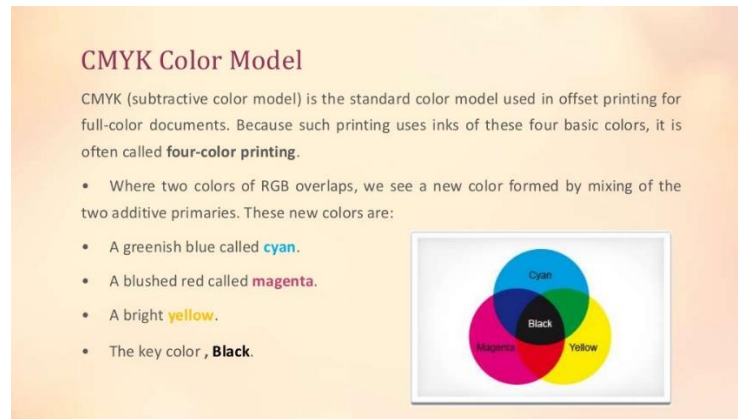 CMYK Color Model
CMYK (subtractive color model) is the standard color model used in offset printing for
full-color documents. Because such printing uses inks of these four basic colors, it is
often called four-color printing.
• Where two colors of RGB overlaps, we see a new color formed by mixing of the
two additive primaries. These new colors are:
• A greenish blue called cyan.
• A blushed red called magenta.
• A bright yellow.
• The key color , Black.
Cyan
Black
Magenta
Yellow